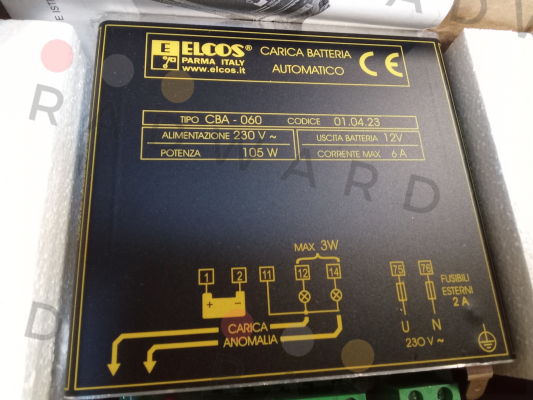 ELCOS®
PARMA ITALY
www.elcos.it
CARICA BATTERIA
AUTOMATICO
CE
TIPO CBA - 060 CODICE 01.04.23
ALIMENTAZIONE 230 V ~ USCITA BATTERIA 12V
POTENZA 105 W CORRENTE MAX 6 A
MAX 3W
1 2 11 12 14 75 76
FUSIBILI
ESTERNI
2 A
+ -
CARICA
ANOMALIA
U N
230 V ~